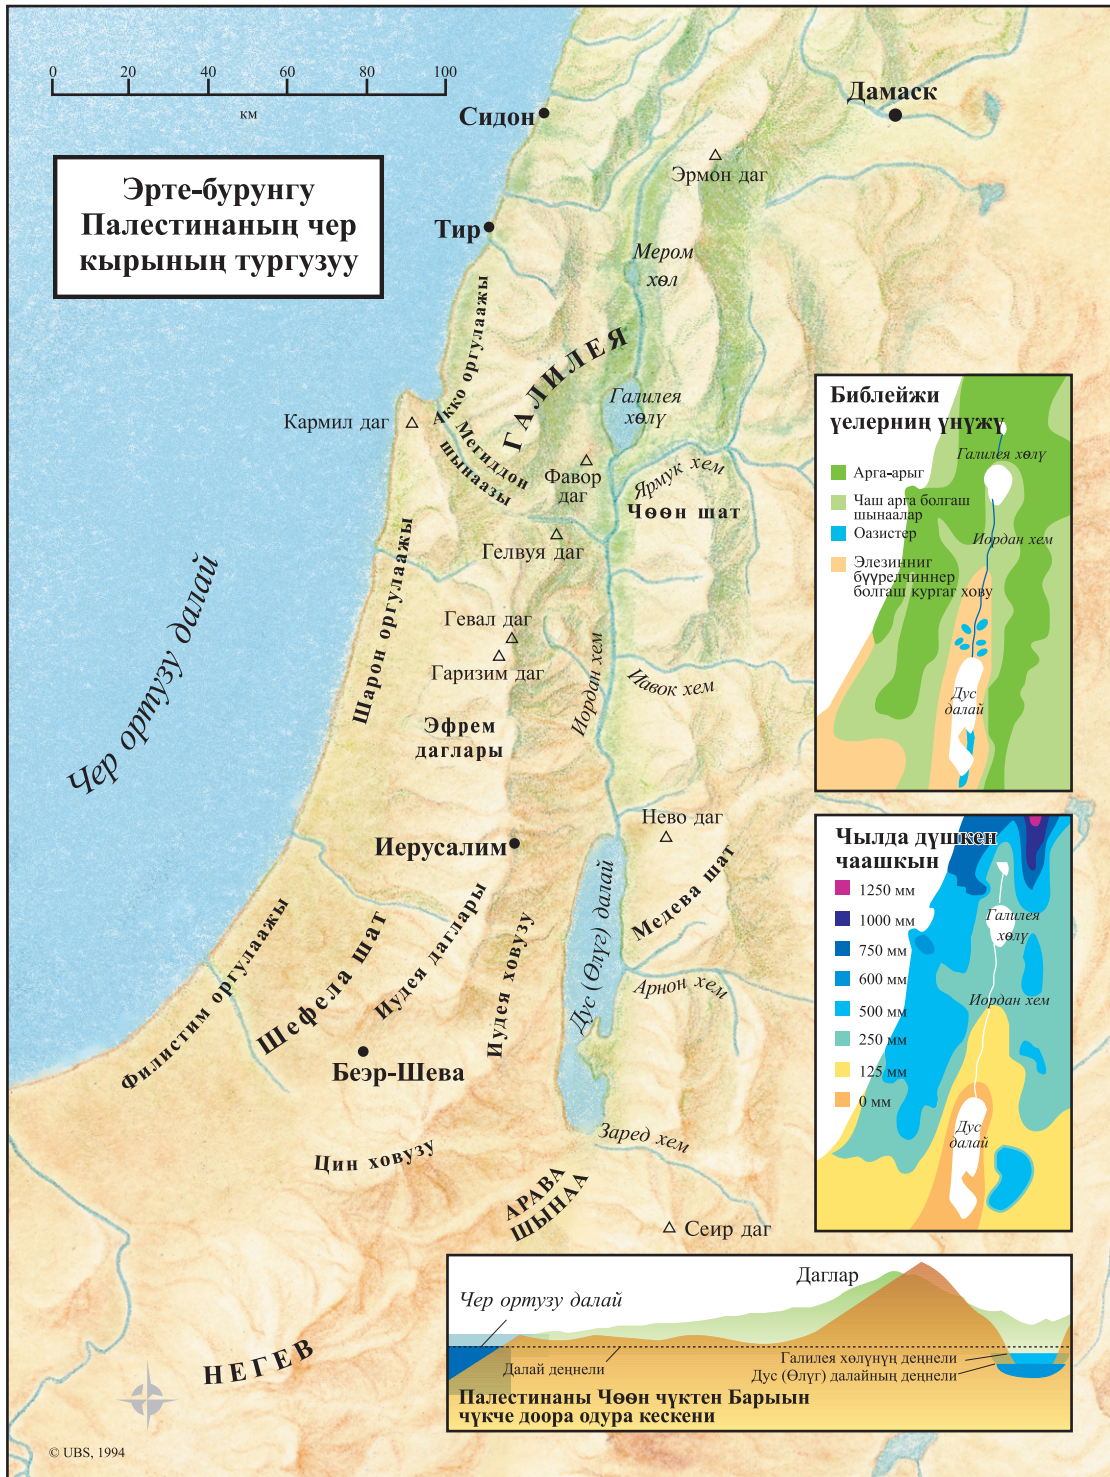 0 20 40 60 80 100
км
Эрте-бурунгу
Палестинаның чер
кырының тургузуу
Сидон
Дамаск
Эрмон даг
Тир
Мером
хөл
Акко оргулаажы
ГАЛИЛЕЯ
Кармил даг
Мегиддон
шынаазы
Галилея
хөлү
Фавор
даг
Ярмук хем
Чөөн шат
Гелвуя даг
Шарон оргулаажы
Чер ортузу далай
Гевал даг
Гаризим даг
Иордан хем
Иавок хем
Эфрем
даглары
Нево даг
Иерусалим
Медева шат
Дус (Өлүг) далай
Филистим оргулаажы
Шефела шат
Иудея даглары
Иудея ховузу
Арнон хем
Беэр-Шева
Заред хем
Цин ховузу
АРАВА
ШЫНАА
Сеир даг
НЕГЕВ
© UBS, 1994
Библейжи
үелерниң үнүжү
Галилея хөлү
Арга-арыг
Чаш арга болгаш
шынаалар
Оазистер
Иордан хем
Элезинниг
бүүрелчиннер
болгаш кургаг хову
Дус
далай
Чылда дүшкен
чаашкын
1250 мм
1000 мм
750 мм
600 мм
500 мм
250 мм
125 мм
0 мм
Галилея
хөлү
Иордан хем
Дус
далай
Даглар
Чер ортузу далай
Далай деңнели
Галилея хөлүнүң деңнели
Дус (Өлүг) далайның деңнели
Палестинаны Чөөн чүктен Барыын
чүкче доора одура кескени